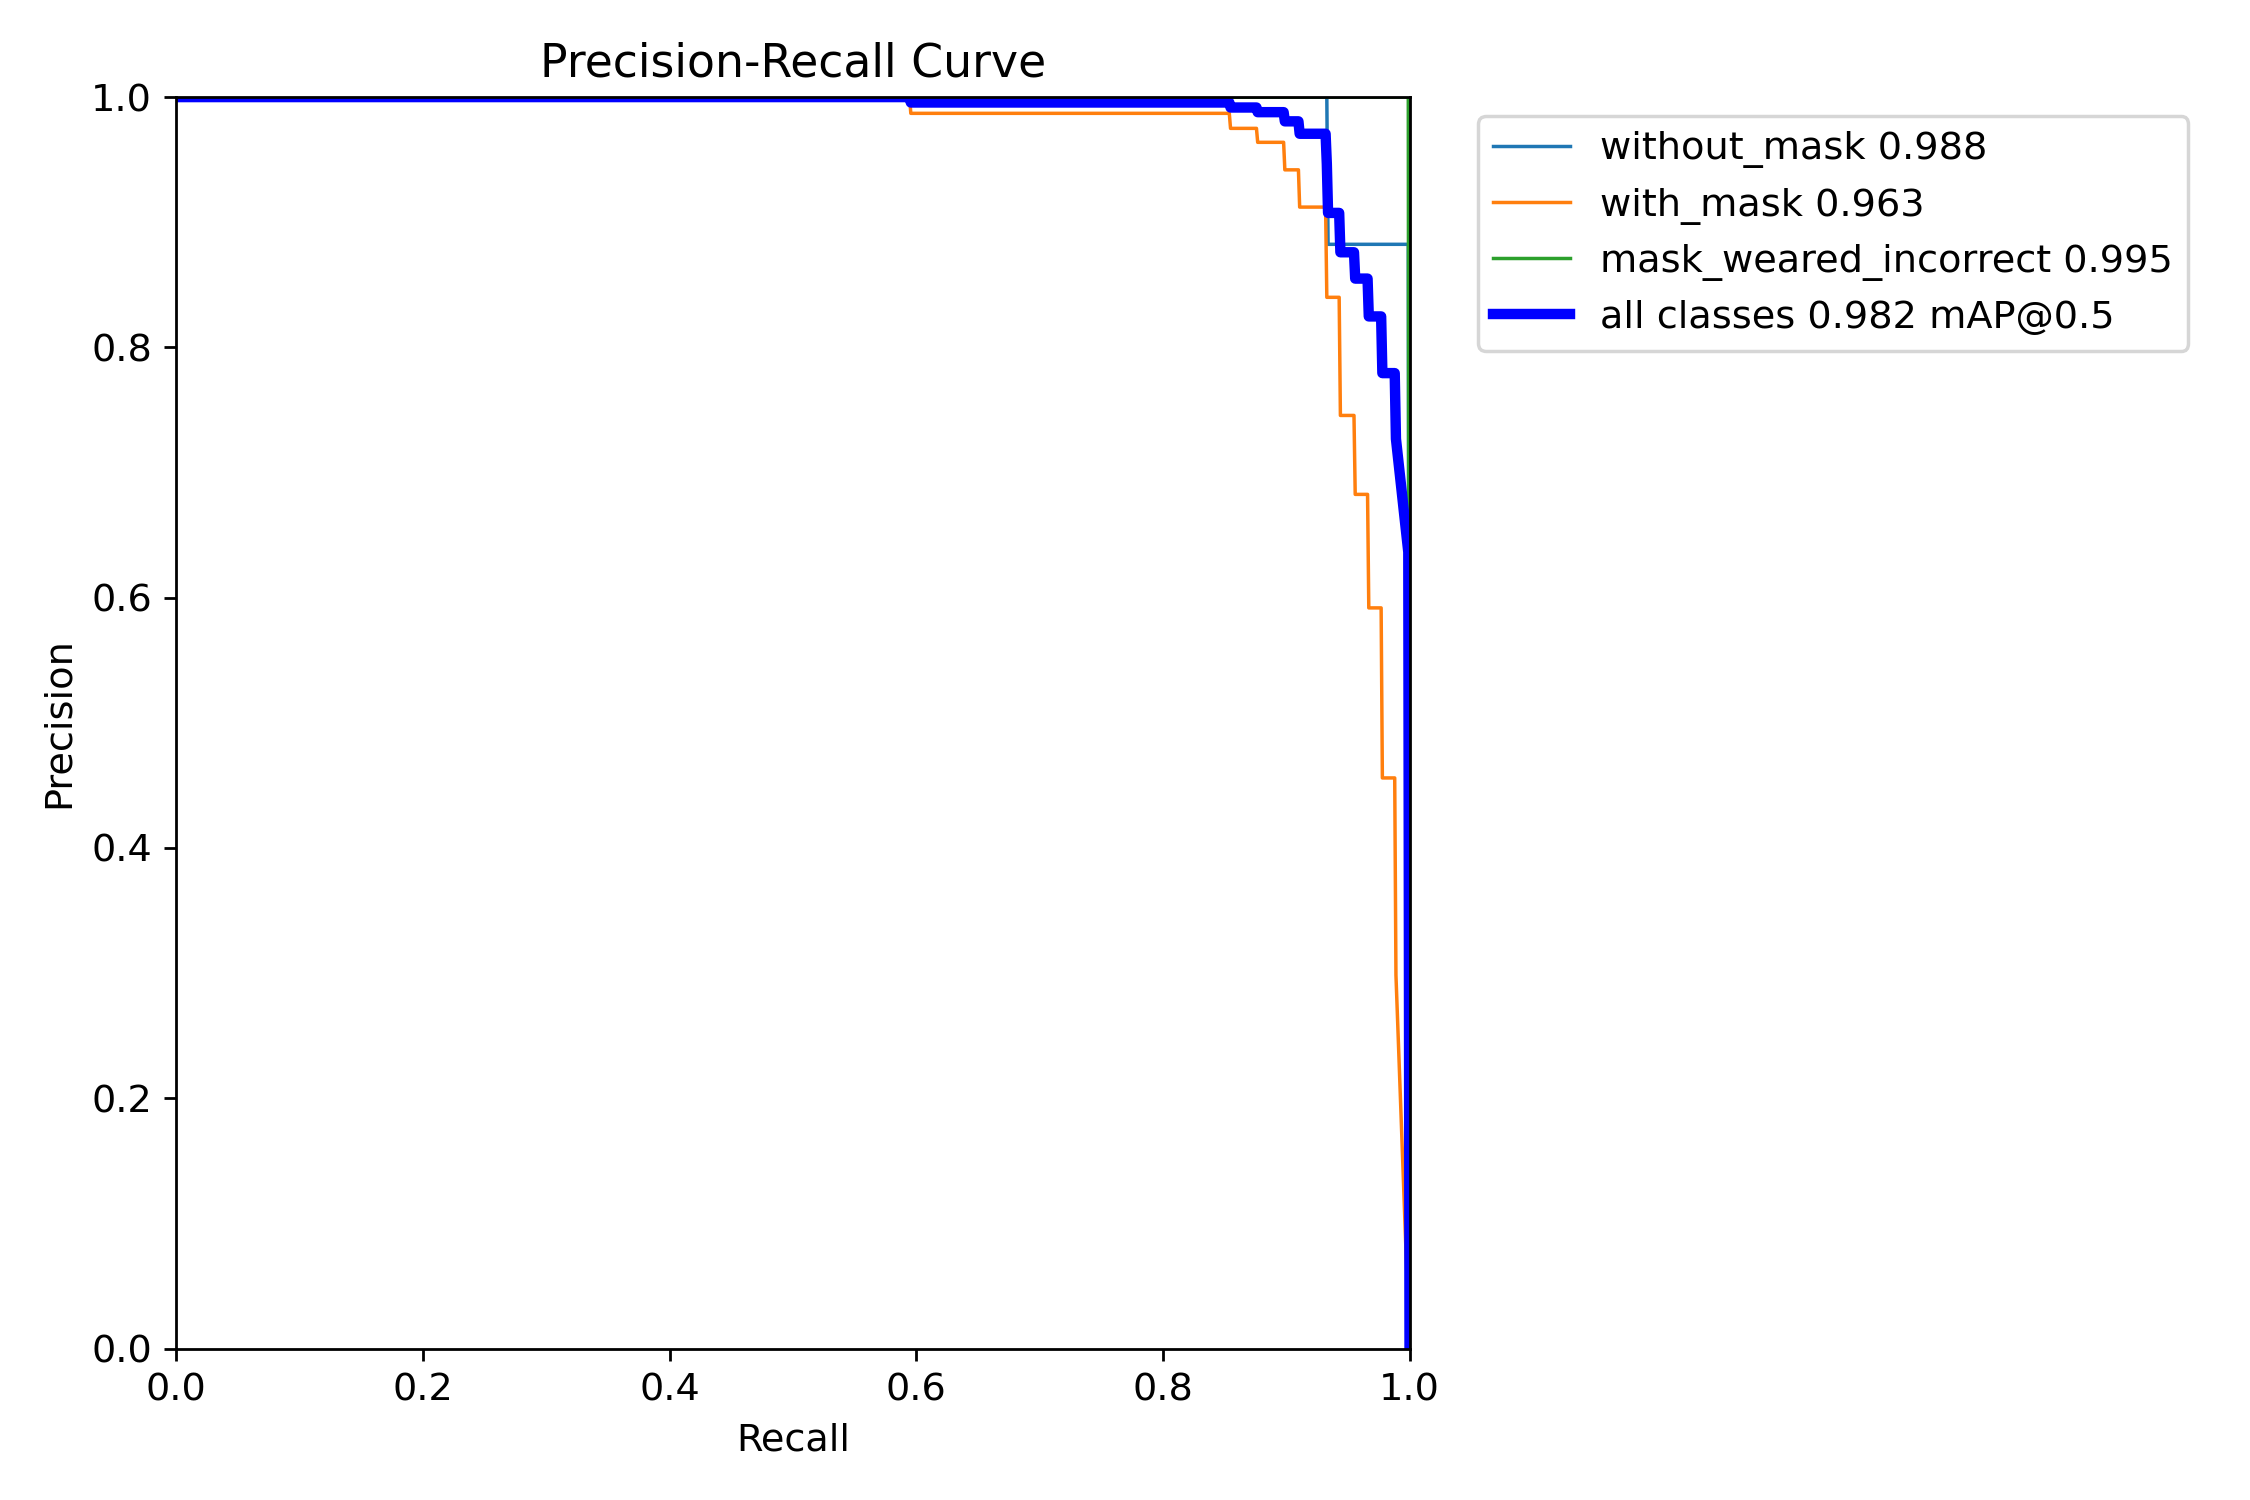 Precision-Recall Curve
1.0
0.8
0.6
0.4
0.2
0.0
Precision
0.0 0.2 0.4 0.6 0.8 1.0
Recall
without_mask 0.988
with_mask 0.963
mask_weared_incorrect 0.995
all classes 0.982 mAP@0.5